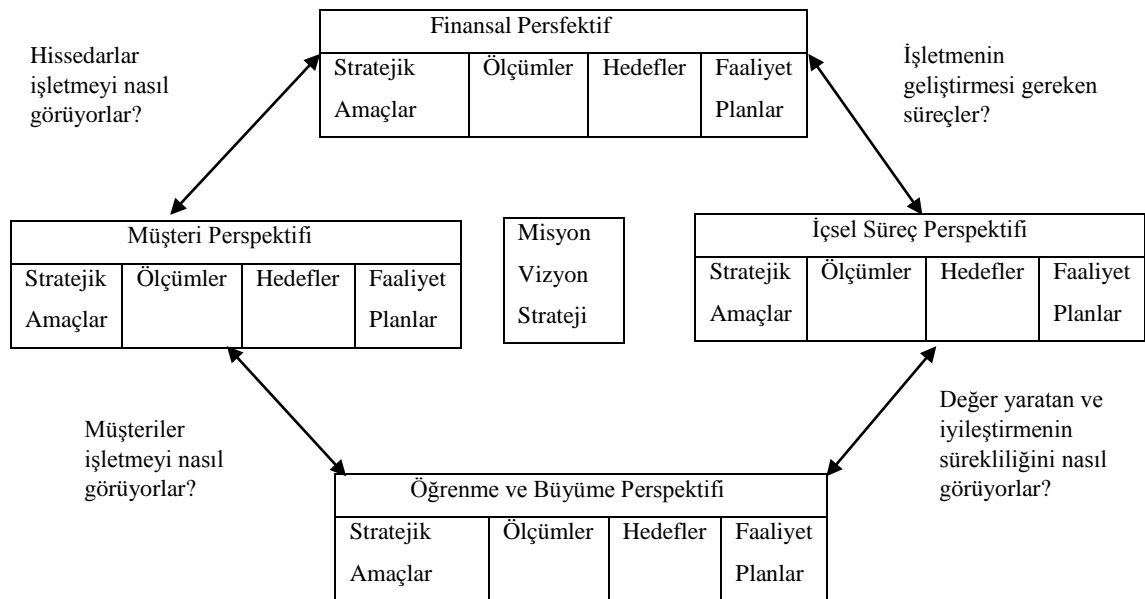 Finansal Persfektif
Hissedarlar
işletmeyi nasıl
görüyorlar?
Stratejik Ölçümler Hedefler Faaliyet
Amaçlar Planlar
İşletmenin
geliştirmesi gereken
süreçler?
Müşteri Perspektifi
Stratejik Ölçümler Hedefler Faaliyet
Amaçlar Planlar
Misyon
Vizyon
Strateji
İçsel Süreç Perspektifi
Stratejik Ölçümler Hedefler Faaliyet
Amaçlar Planlar
Müşteriler
işletmeyi nasıl
görüyorlar?
Değer yaratan ve
iyileştirmenin
sürekliliğini nasıl
görüyorlar?
Öğrenme ve Büyüme Perspektifi
Stratejik Ölçümler Hedefler Faaliyet
Amaçlar Planlar